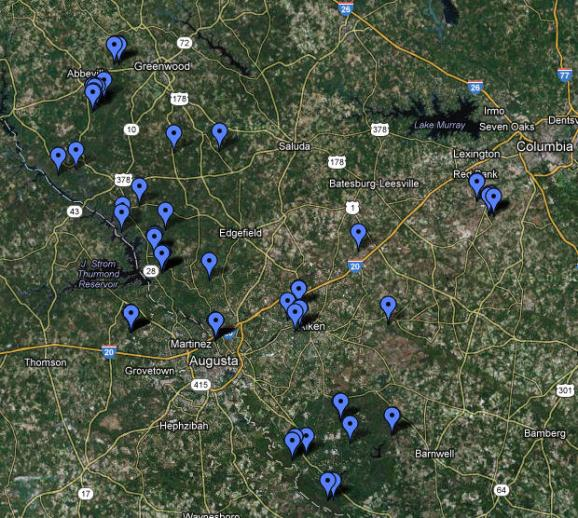 26
72
Abbevill
Greenwood
77
26
178
Irmo
Dentsv
10
378
Lake Murray
Seven Oaks
Saluda
Columbia
178
Lexington
Red Bank
378
Batesburg-Leesville
43
1
Edgefield
J. Strom
Thurmond
Reservoir
28
20
Aiken
Martinez
20
Augusta
Thomson
Grovetown
415
301
Hephzibah
Bamberg
Barnwell
17
64
Waynesboro